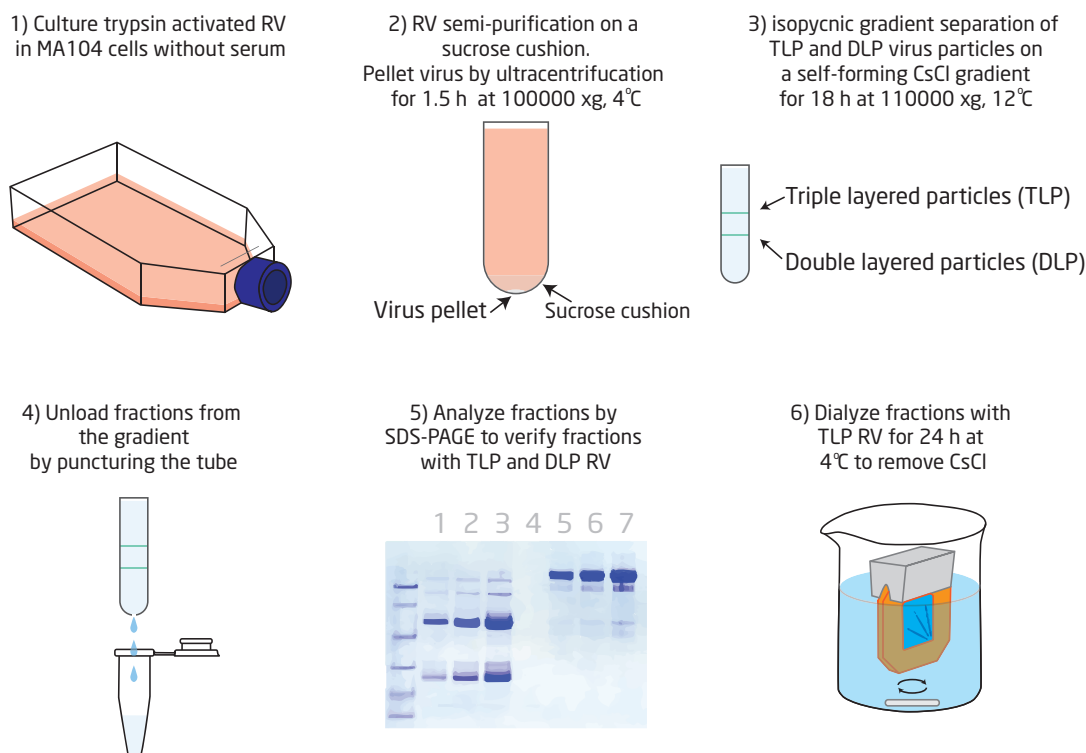 1) Culture trypsin activated RV
in MA104 cells without serum
2) RV semi-purification on a
sucrose cushion.
Pellet virus by ultracentrifucation
for 1.5 h at 100000 xg, 4°C
Virus pellet
Sucrose cushion
3) isopycnic gradient separation of
TLP and DLP virus particles on
a self-forming CsCl gradient
for 18 h at 110000 xg, 12°C
Triple layered particles (TLP)
Double layered particles (DLP)
4) Unload fractions from
the gradient
by puncturing the tube
5) Analyze fractions by
SDS-PAGE to verify fractions
with TLP and DLP RV
1 2 3 4 5 6 7
6) Dialyze fractions with
TLP RV for 24 h at
4°C to remove CsCl